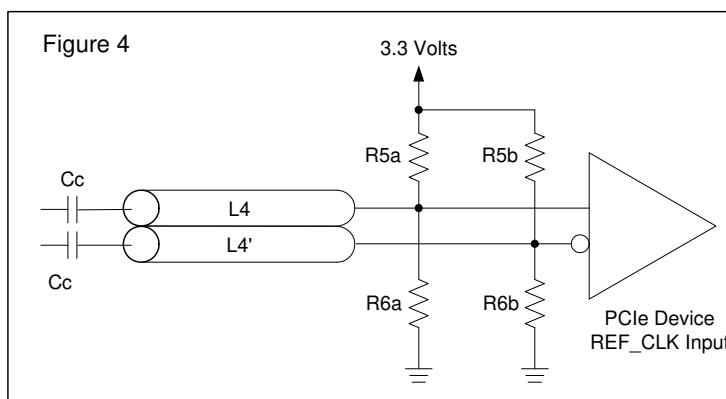 Figure 4
3.3 Volts
R5a
R5b
Cc
L4
L4'
Cc
R6a
R6b
PCIe Device
REF_CLK Input